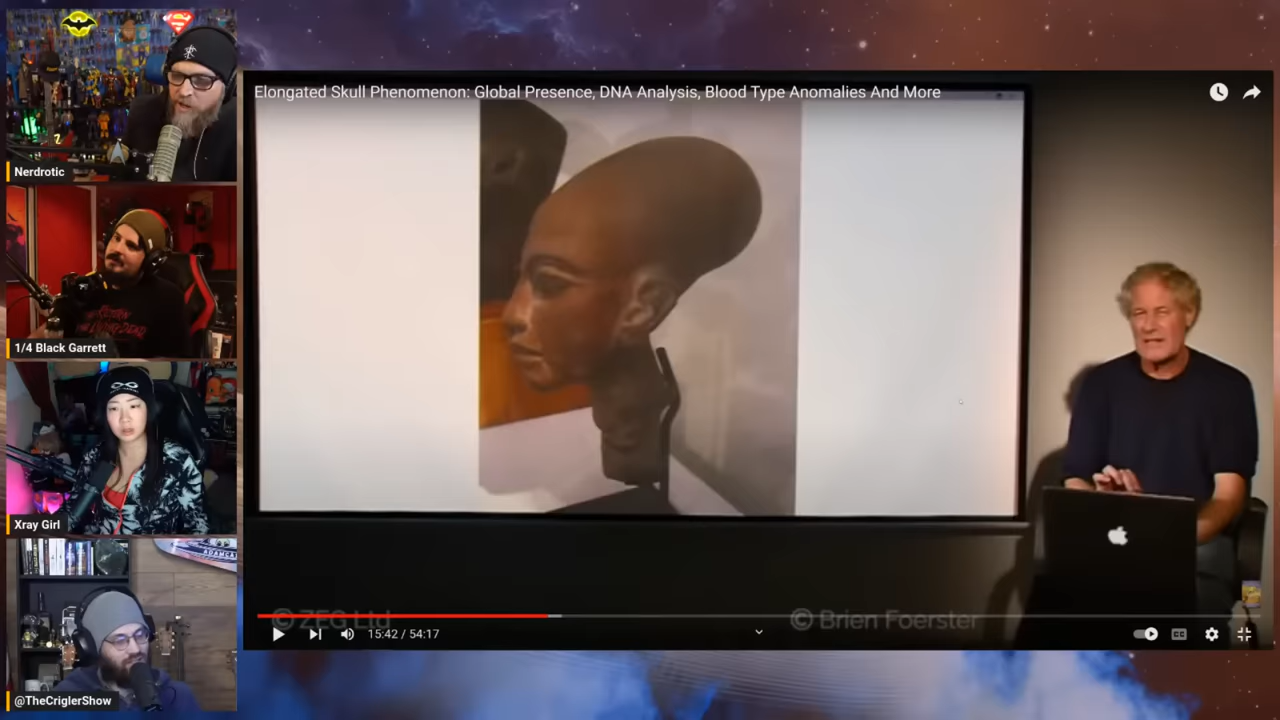 Nerdrotic
1/4 Black Garrett
Xray Girl
@TheCriglerShow
Elongated Skull Phenomenon: Global Presence, DNA Analysis, Blood Type Anomalies And More
© ZEG Ltd
© Brien Foerster
15:42 / 54:17